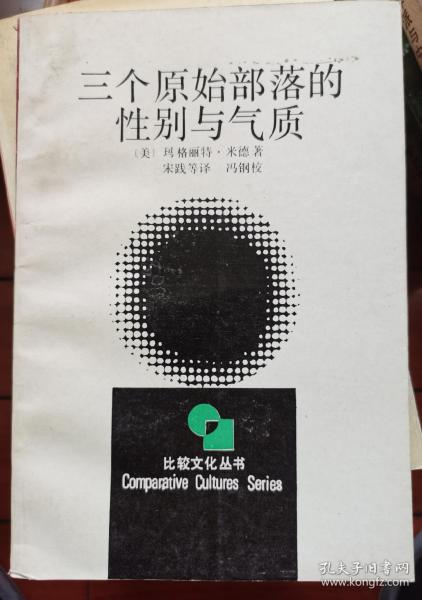 三个原始部落的
性别与气质
〔美〕玛格丽特·米德著
宋践等译 冯钢校
比较文化丛书
Comparative Cultures Series
孔夫子旧书网
www.kongfz.com